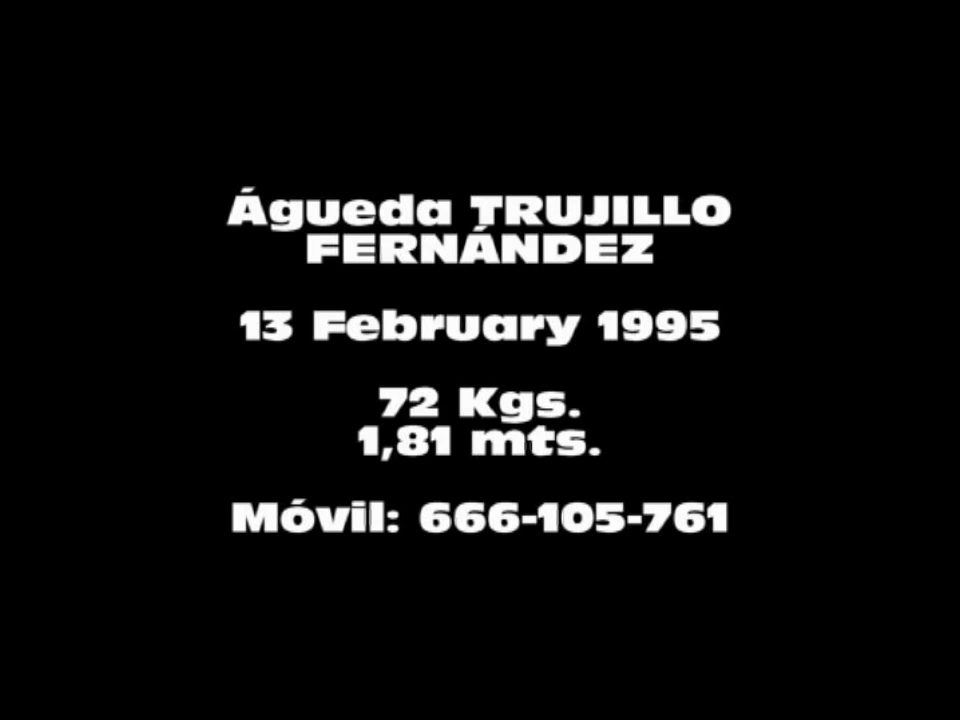 Águeda TRUJILLO
FERNÁNDEZ
13 February 1995
72 Kgs.
1,81 mts.
Móvil: 666-105-761